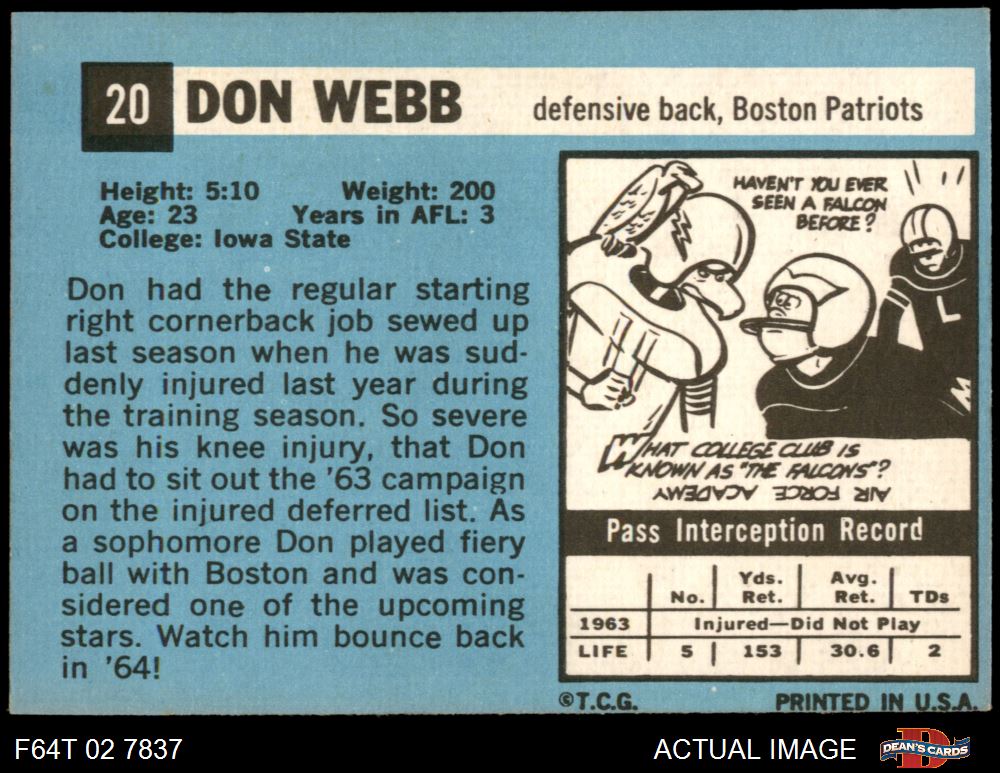 20 DON WEBB defensive back, Boston Patriots
Height: 5:10 Weight: 200
Age: 23 Years in AFL: 3
College: Iowa State
Don had the regular starting
right cornerback job sewed up
last season when he was sud-
denly injured last year during
the training season. So severe
was his knee injury, that Don
had to sit out the '63 campaign
on the injured deferred list. As
a sophomore Don played fiery
ball with Boston and was con-
sidered one of the upcoming
stars. Watch him bounce back
in '64!
HAVEN'T YOU EVER
SEEN A FALCON
BEFORE?
L
WHAT COLLEGE CLUB IS
KNOWN AS "THE FALCONS"?
AIR FORCE ACADEMY
Pass Interception Record
No. Yds. Ret. Avg. Ret. TDs
1963 Injured—Did Not Play
LIFE 5 153 30.6 2
©T.C.G. PRINTED IN U.S.A.
F64T 02 7837 ACTUAL IMAGE DEAN'S CARDS